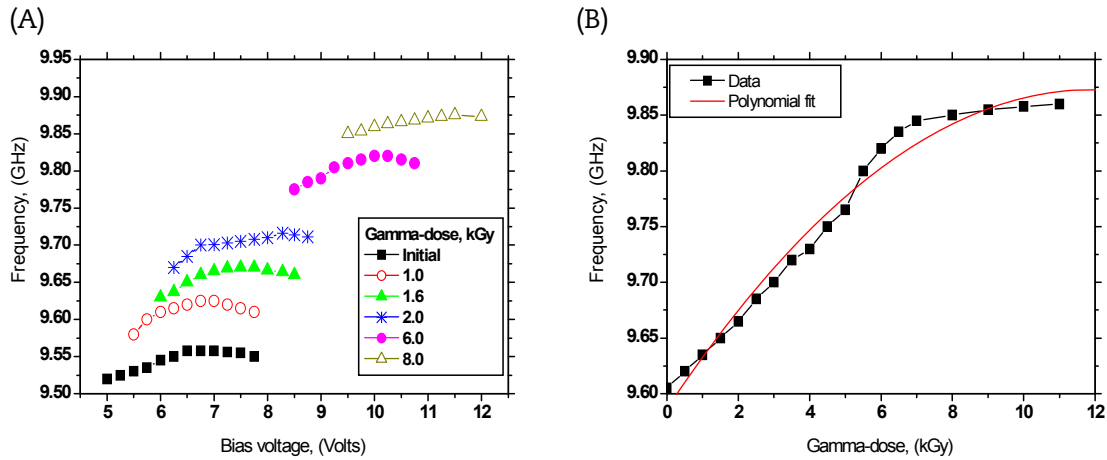 (A)
9.95
9.90
9.85
9.80
9.75
9.70
9.65
9.60
9.55
9.50
Frequency, (GHz)
Gamma-dose, kGy
Initial
1.0
1.6
2.0
6.0
8.0
5 6 7 8 9 10 11 12
Bias voltage, (Volts)
(B)
9.90
9.85
9.80
9.75
9.70
9.65
9.60
Frequency, (GHz)
Data
Polynomial fit
0 2 4 6 8 10 12
Gamma-dose, (kGy)